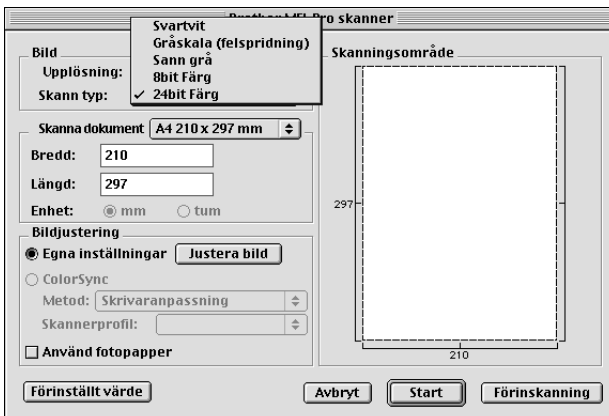 Brother MFL Pro skanner
Svartvit
Gråskala (felspridning)
Sann grå
8bit Färg
✓ 24bit Färg
Bild
Upplösning:
Skann typ:
Skanna dokument A4 210 x 297 mm
Bredd: 210
Längd: 297
Enhet: mm tum
Bildjustering
Egna inställningar Justera bild
ColorSync
Metod: Skrivaranpassning
Skannerprofil:
Använd fotopapper
Skanningsområde
297
210
Förinställt värde Avbryt Start Förinskanning